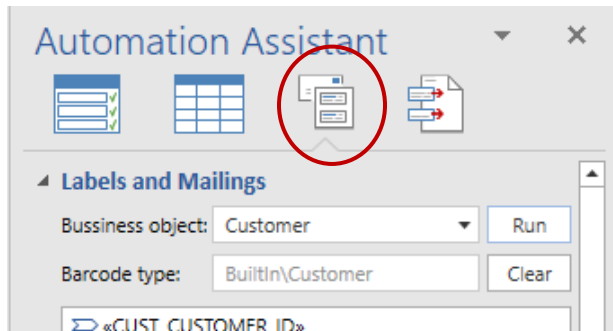 Automation Assistant
Labels and Mailings
Bussiness object: Customer Run
Barcode type: BuiltIn\Customer Clear
«CUST_CUSTOMER_ID»